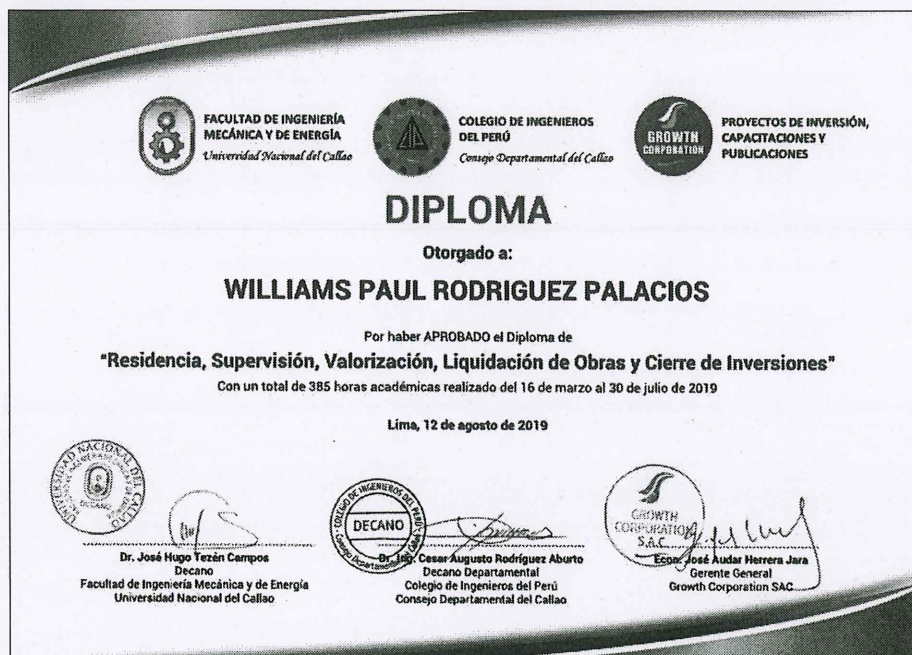 FACULTAD DE INGENIERÍA
MECÁNICA Y DE ENERGÍA
Universidad Nacional del Callao
COLEGIO DE INGENIEROS
DEL PERÚ
Consejo Departamental del Callao
GROWTH
CORPORATION
PROYECTOS DE INVERSIÓN,
CAPACITACIONES Y
PUBLICACIONES
DIPLOMA
Otorgado a:
WILLIAMS PAUL RODRIGUEZ PALACIOS
Por haber APROBADO el Diploma de
"Residencia, Supervisión, Valorización, Liquidación de Obras y Cierre de Inversiones"
Con un total de 385 horas académicas realizado del 16 de marzo al 30 de julio de 2019
Lima, 12 de agosto de 2019
UNIVERSIDAD NACIONAL DEL CALLAO
DECANO
Dr. José Hugo Tezén Campos
Decano
Facultad de Ingeniería Mecánica y de Energía
Universidad Nacional del Callao
COLEGIO DE INGENIEROS DEL PERÚ
DECANO
Consejo Departamental del Callao
Dr. Ing. Cesar Augusto Rodríguez Aburto
Decano Departamental
Colegio de Ingenieros del Perú
Consejo Departamental del Callao
GROWTH
CORPORATION
S.A.C.
Econ. José Audar Herrera Jara
Gerente General
Growth Corporation SAC